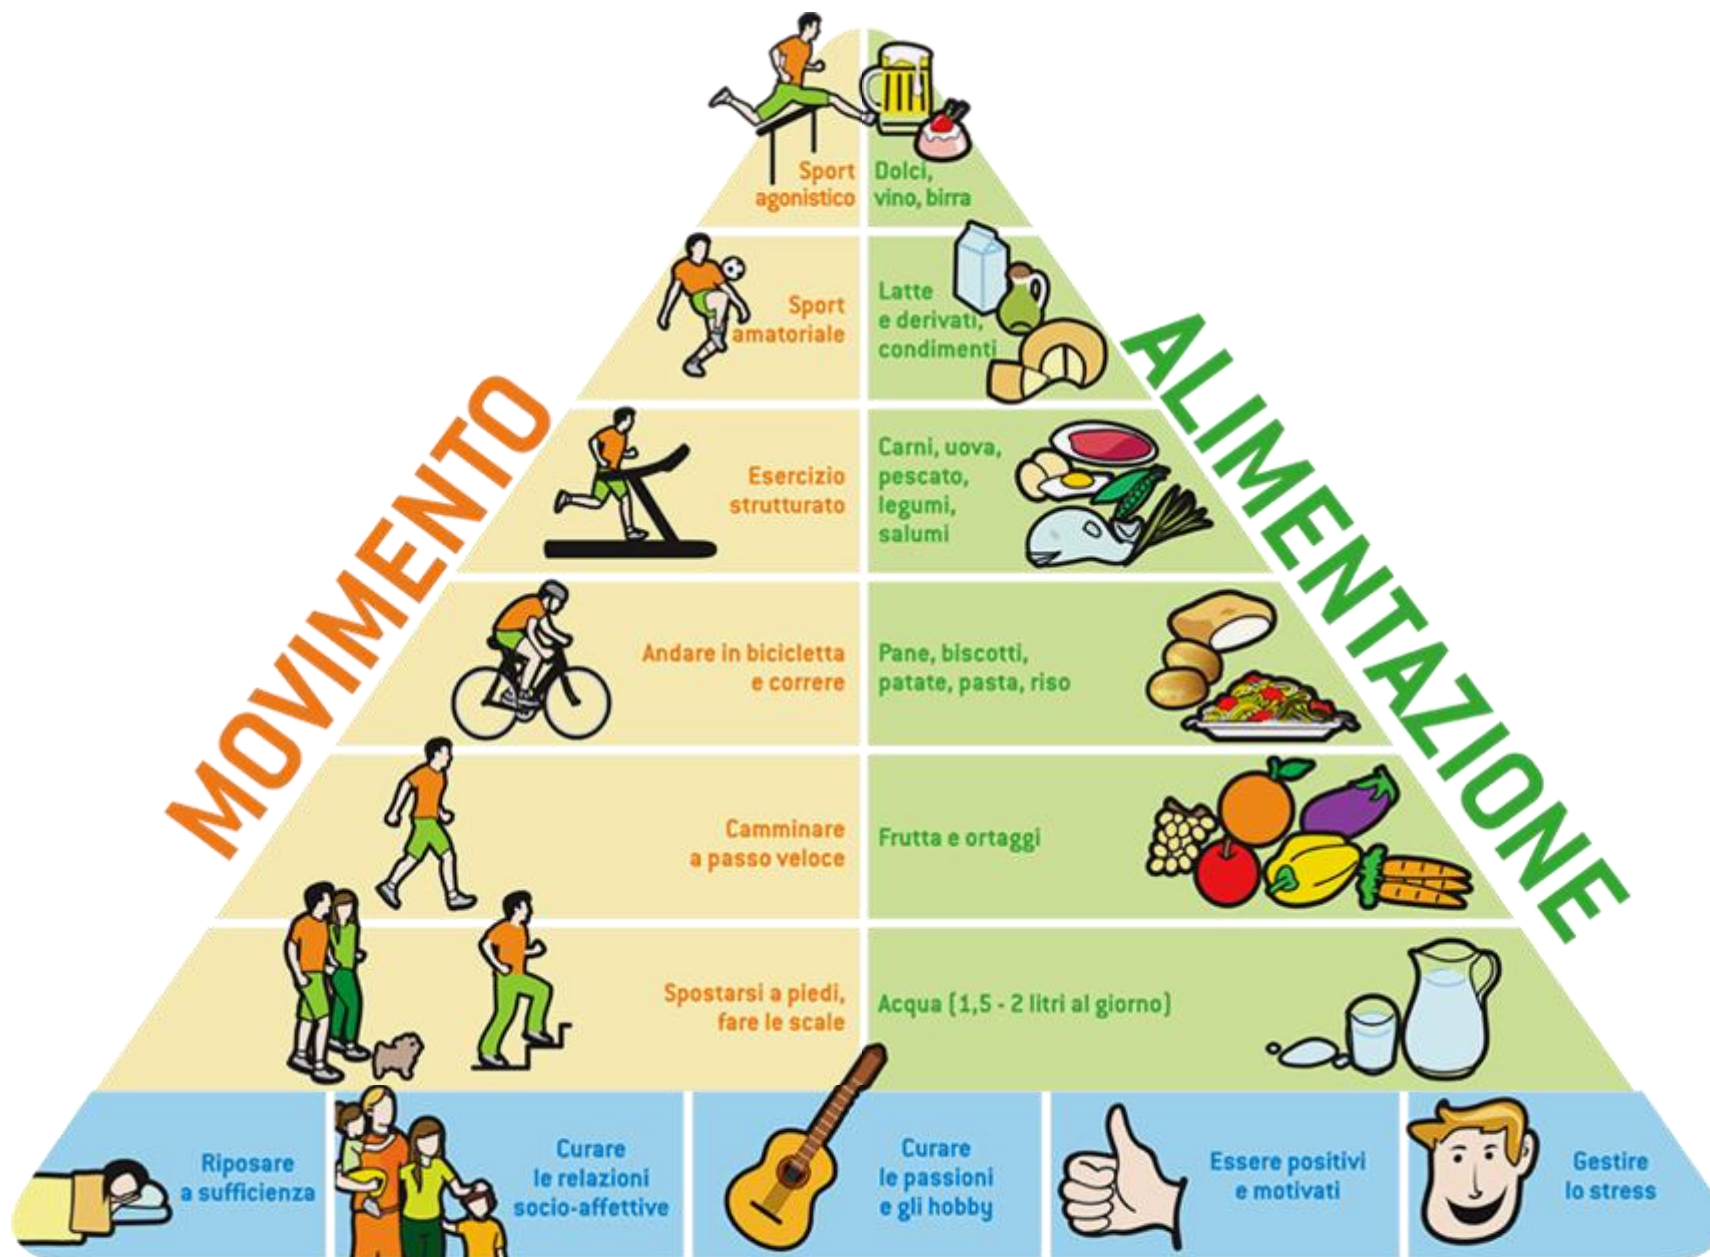 Sport
agonistico
Dolci,
vino, birra
Sport
amatoriale
Latte
e derivati,
condimenti
MOVIMENTO
ALIMENTAZIONE
Esercizio
strutturato
Carni, uova,
pescato,
legumi,
salumi
Andare in bicicletta
e correre
Pane, biscotti,
patate, pasta, riso
Camminare
a passo veloce
Frutta e ortaggi
Spostarsi a piedi,
fare le scale
Acqua (1,5 - 2 litri al giorno)
Riposare
a sufficienza
Curare
le relazioni
socio-affettive
Curare
le passioni
e gli hobby
Essere positivi
e motivati
Gestire
lo stress